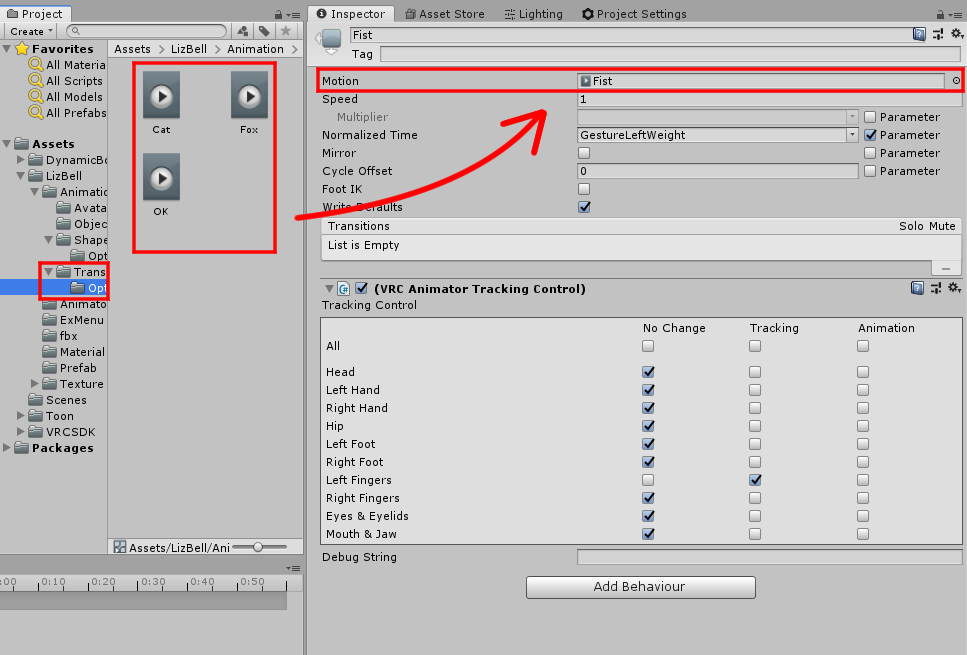 Project
Create
Favorites
All Materia
All Scripts
All Models
All Prefabs
Assets
DynamicBo
LizBell
Animatio
Avata
Objec
Shape
Opt
Trans
Opt
Animato
ExMenu
fbx
Material
Prefab
Texture
Scenes
Toon
VRCSDK
Packages
Assets > LizBell > Animation >
Cat
Fox
OK
Assets/LizBell/Ani
:00 0:10 0:20 0:30 0:40 0:50
Inspector Asset Store Lighting Project Settings
Fist
Tag
Motion Fist
Speed 1
Multiplier Parameter
Normalized Time GestureLeftWeight Parameter
Mirror Parameter
Cycle Offset 0 Parameter
Foot IK
Write Defaults
Transitions Solo Mute
List is Empty
(VRC Animator Tracking Control)
Tracking Control
No Change Tracking Animation
All
Head
Left Hand
Right Hand
Hip
Left Foot
Right Foot
Left Fingers
Right Fingers
Eyes & Eyelids
Mouth & Jaw
Debug String
Add Behaviour